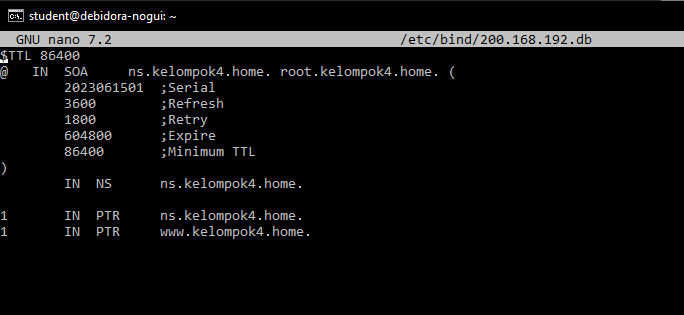 student@debidora-nogui: ~
GNU nano 7.2 /etc/bind/200.168.192.db
$TTL 86400
@ IN SOA ns.kelompok4.home. root.kelompok4.home. (
2023061501 ;Serial
3600 ;Refresh
1800 ;Retry
604800 ;Expire
86400 ;Minimum TTL
)
IN NS ns.kelompok4.home.
1 IN PTR ns.kelompok4.home.
1 IN PTR www.kelompok4.home.